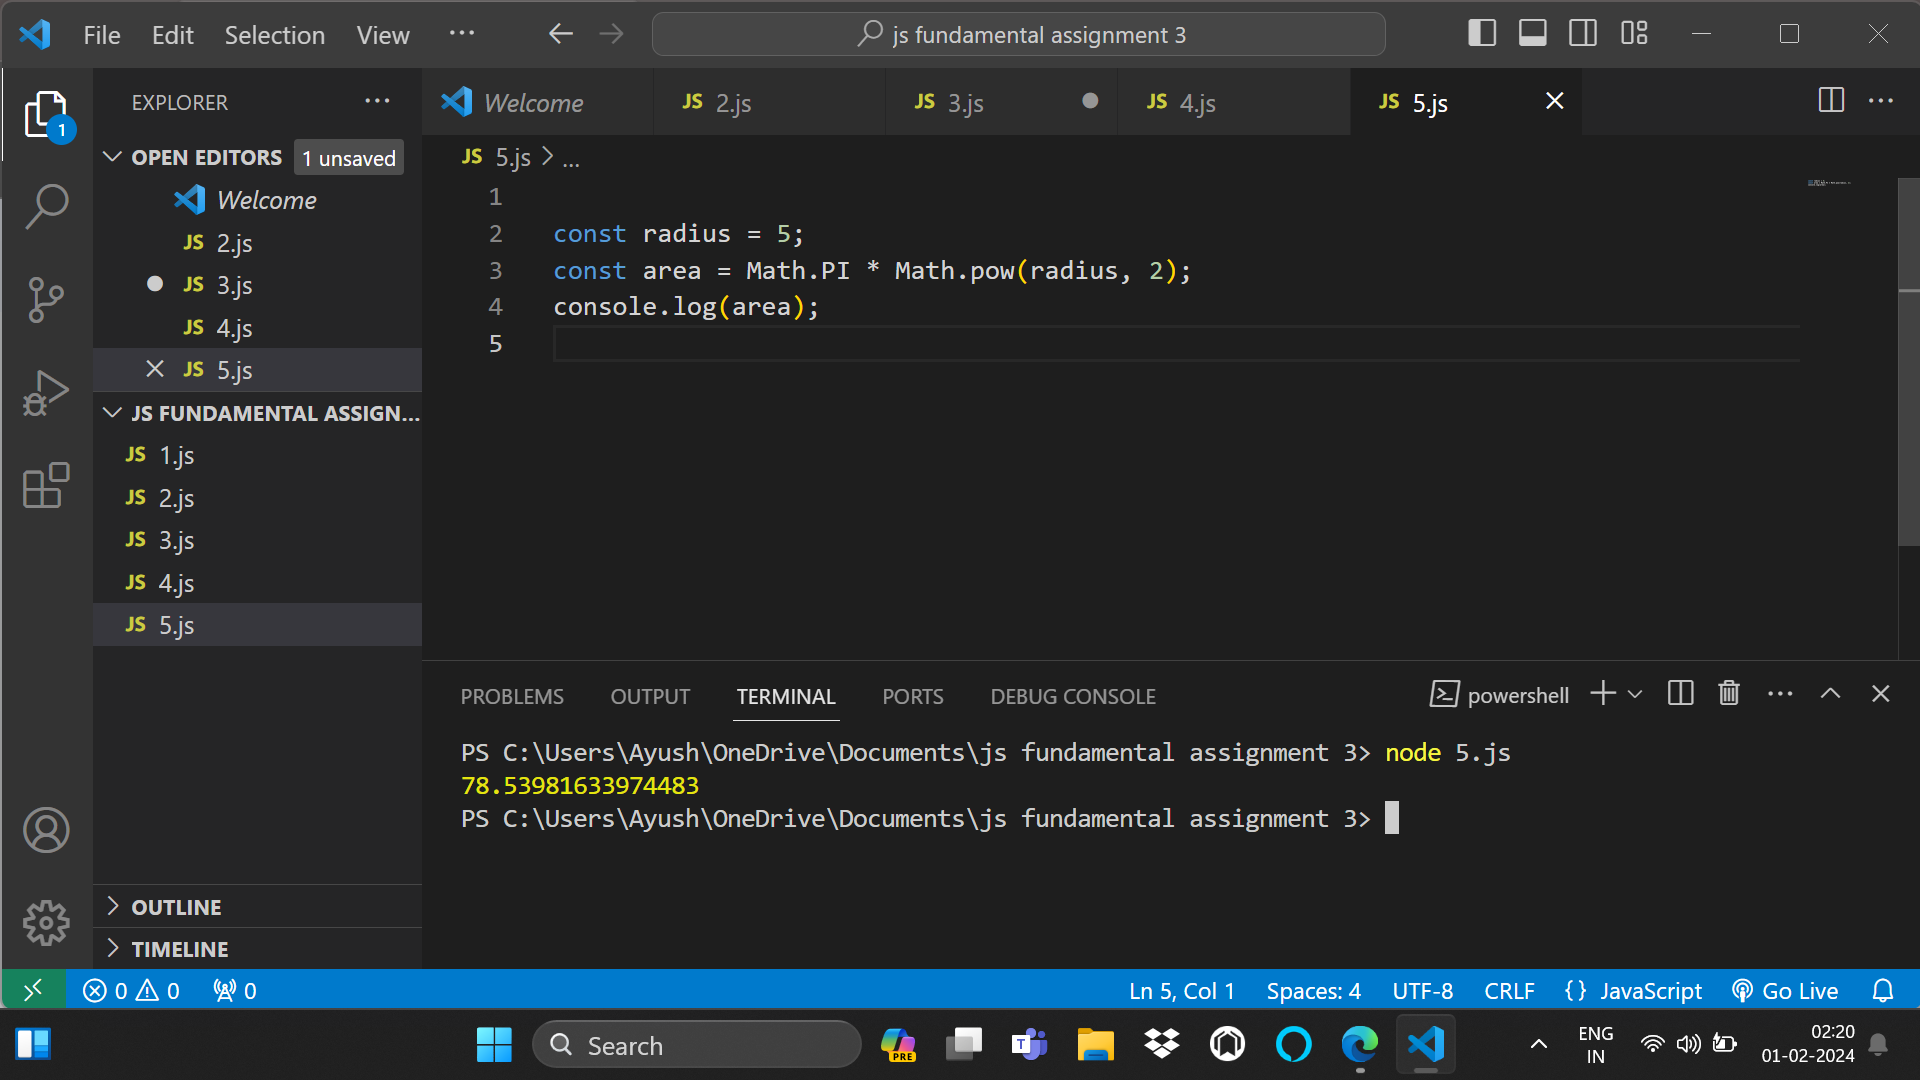 File Edit Selection View ...
js fundamental assignment 3
EXPLORER ...
1
OPEN EDITORS 1 unsaved
Welcome
JS 2.js
JS 3.js
JS 4.js
JS 5.js
JS FUNDAMENTAL ASSIGN...
JS 1.js
JS 2.js
JS 3.js
JS 4.js
JS 5.js
OUTLINE
TIMELINE
Welcome JS 2.js JS 3.js JS 4.js JS 5.js
JS 5.js > ...
1
2 const radius = 5;
3 const area = Math.PI * Math.pow(radius, 2);
4 console.log(area);
5
PROBLEMS OUTPUT TERMINAL PORTS DEBUG CONSOLE powershell
PS C:\Users\Ayush\OneDrive\Documents\js fundamental assignment 3> node 5.js
78.53981633974483
PS C:\Users\Ayush\OneDrive\Documents\js fundamental assignment 3>
0 0 0 Ln 5, Col 1 Spaces: 4 UTF-8 CRLF {} JavaScript Go Live
Search PRE T ENG 02:20
IN 01-02-2024